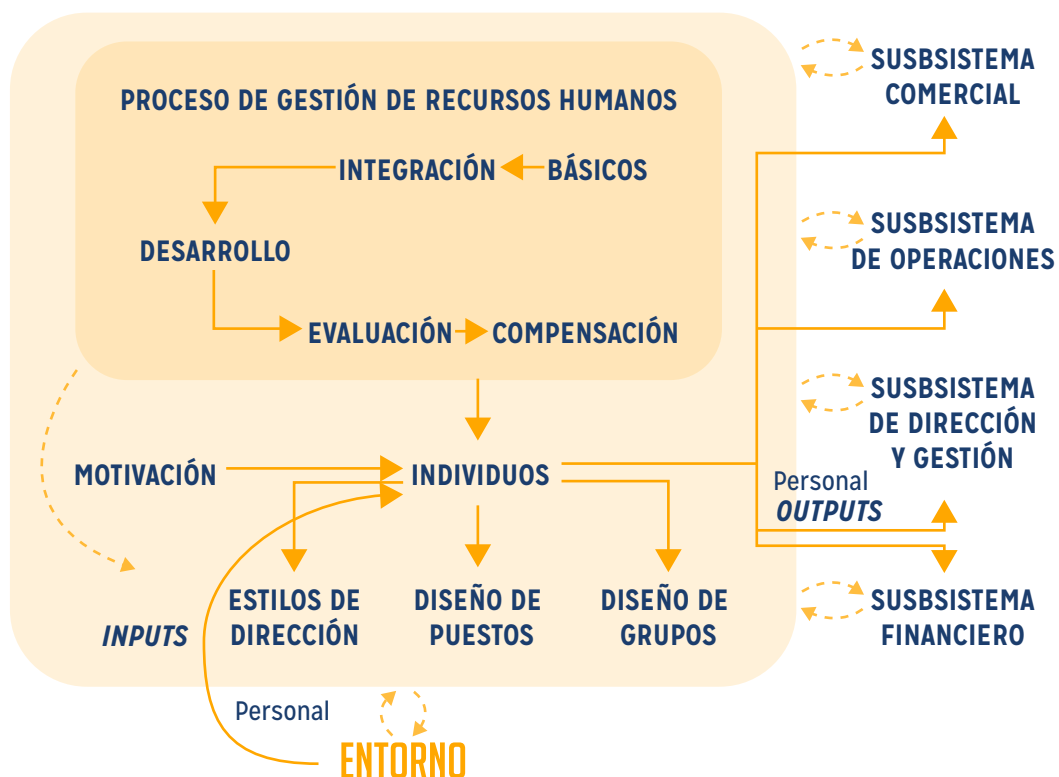 PROCESO DE GESTIÓN DE RECURSOS HUMANOS
INTEGRACIÓN
BÁSICOS
DESARROLLO
EVALUACIÓN
COMPENSACIÓN
MOTIVACIÓN
INDIVIDUOS
ESTILOS DE
DIRECCIÓN
DISEÑO DE
PUESTOS
DISEÑO DE
GRUPOS
INPUTS
Personal
ENTORNO
SUSBSISTEMA
COMERCIAL
SUSBSISTEMA
DE OPERACIONES
SUSBSISTEMA
DE DIRECCIÓN
Y GESTIÓN
Personal
OUTPUTS
SUSBSISTEMA
FINANCIERO